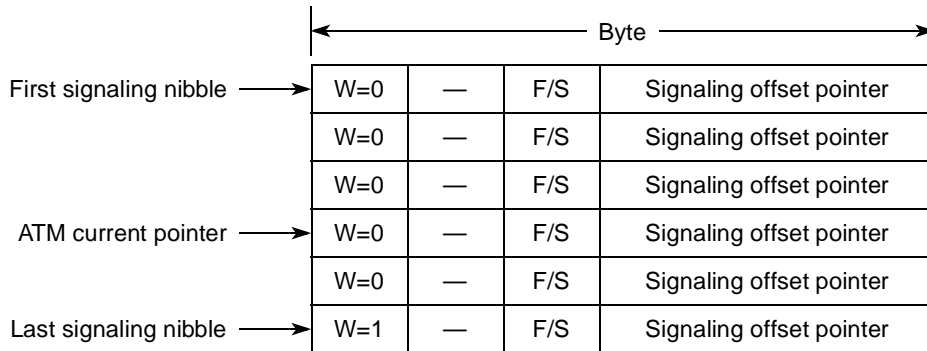 Byte
First signaling nibble W=0 — F/S Signaling offset pointer
W=0 — F/S Signaling offset pointer
W=0 — F/S Signaling offset pointer
ATM current pointer W=0 — F/S Signaling offset pointer
W=0 — F/S Signaling offset pointer
Last signaling nibble W=1 — F/S Signaling offset pointer